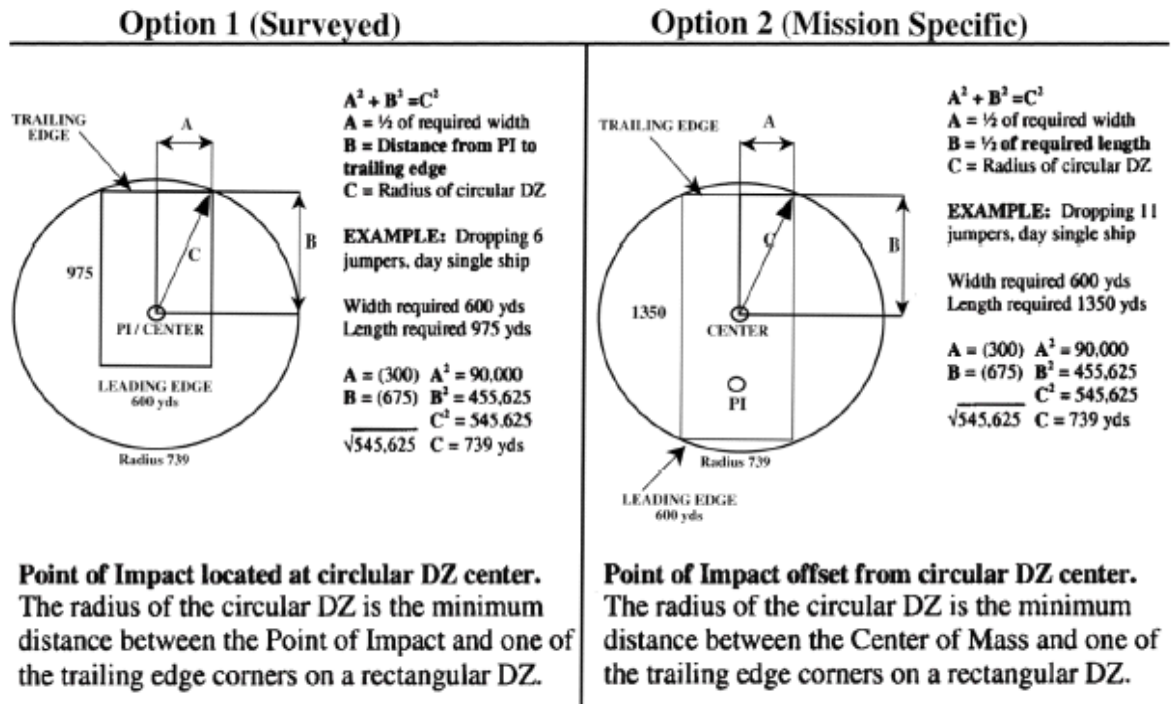 Option 1 (Surveyed)
TRAILING
EDGE
A
975
C
B
PI / CENTER
LEADING EDGE
600 yds
Radius 739
A² + B² =C²
A = ½ of required width
B = Distance from PI to
trailing edge
C = Radius of circular DZ
EXAMPLE: Dropping 6
jumpers, day single ship
Width required 600 yds
Length required 975 yds
A = (300) A² = 90,000
B = (675) B² = 455,625
C² = 545,625
√545,625 C = 739 yds
Point of Impact located at circlular DZ center.
The radius of the circular DZ is the minimum
distance between the Point of Impact and one of
the trailing edge corners on a rectangular DZ.
Option 2 (Mission Specific)
TRAILING EDGE
A
1350
C
B
CENTER
PI
Radius 739
LEADING EDGE
600 yds
A² + B² =C²
A = ½ of required width
B = ½ of required length
C = Radius of circular DZ
EXAMPLE: Dropping 11
jumpers, day single ship
Width required 600 yds
Length required 1350 yds
A = (300) A² = 90,000
B = (675) B² = 455,625
C² = 545,625
√545,625 C = 739 yds
Point of Impact offset from circular DZ center.
The radius of the circular DZ is the minimum
distance between the Center of Mass and one of
the trailing edge corners on a rectangular DZ.